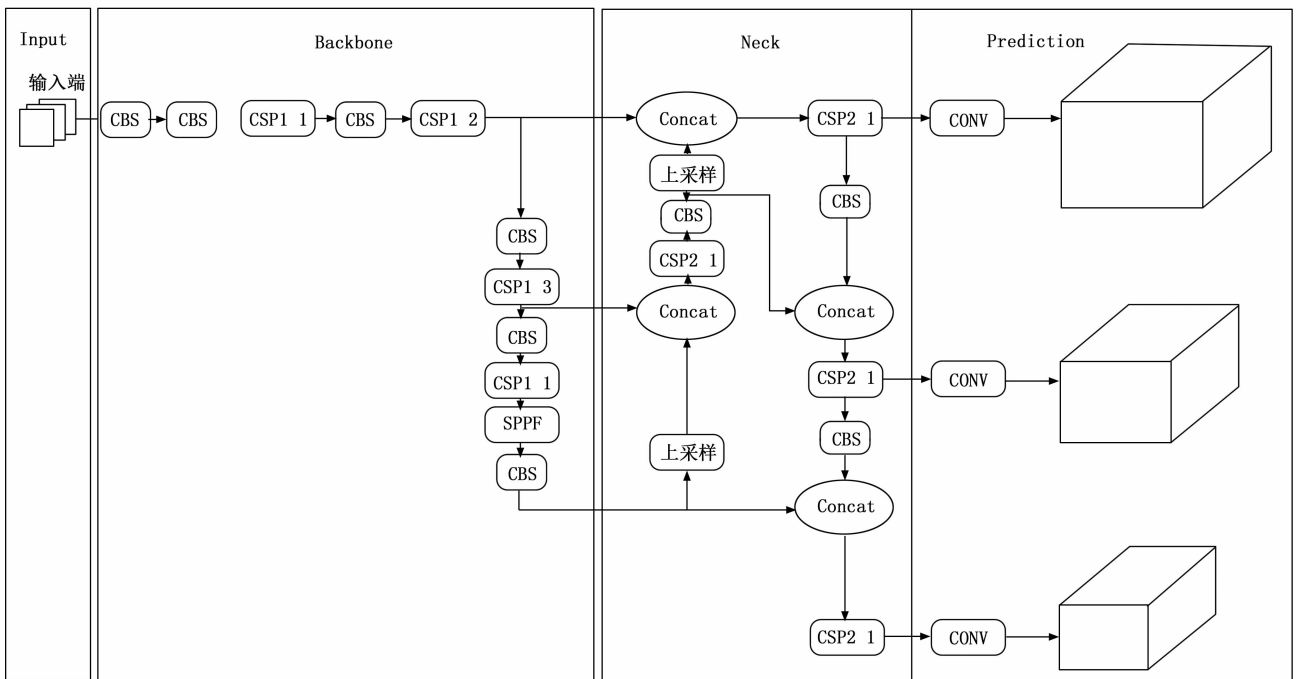 Input
Backbone
Neck
Prediction
输入端
CBS
CBS
CSP1 1
CBS
CSP1 2
Concat
CSP2 1
CONV
上采样
CBS
CBS
CBS
CSP2 1
CSP1 3
Concat
Concat
CBS
CSP1 1
CSP2 1
CONV
SPPF
CBS
上采样
CBS
Concat
CSP2 1
CONV